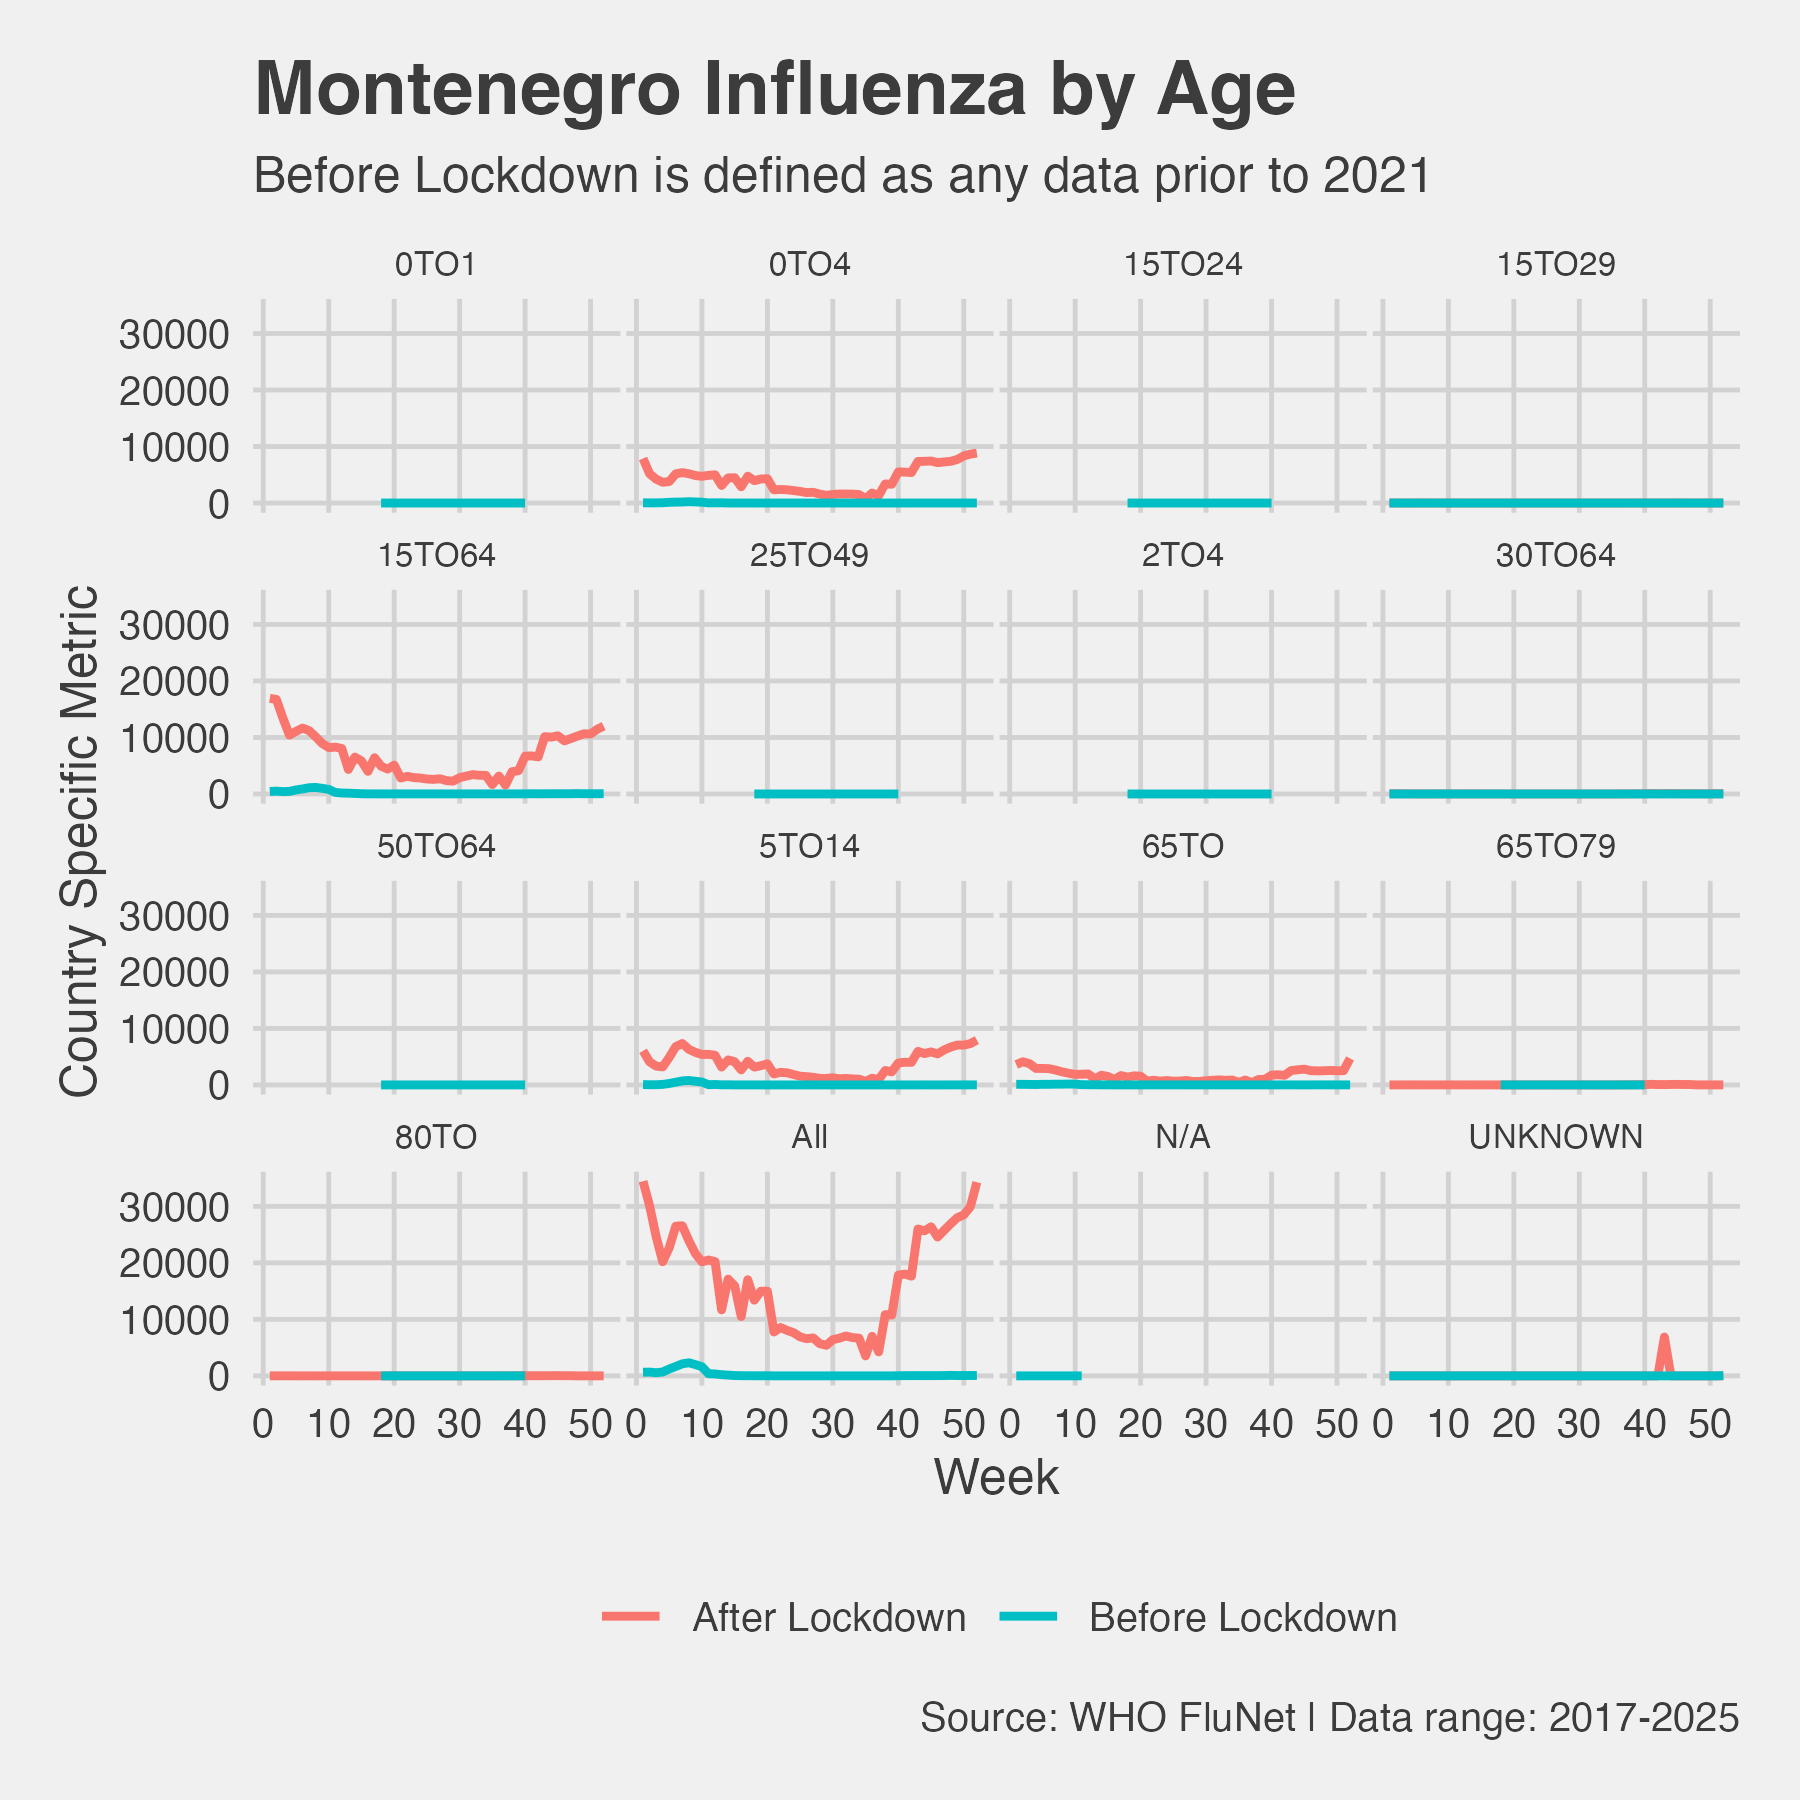 Montenegro Influenza by Age
Before Lockdown is defined as any data prior to 2021
0TO1 0TO4 15TO24 15TO29
30000
20000
10000
0
15TO64 25TO49 2TO4 30TO64
30000
20000
10000
0
Country Specific Metric
50TO64 5TO14 65TO 65TO79
30000
20000
10000
0
80TO All N/A UNKNOWN
30000
20000
10000
0
0 10 20 30 40 50 0 10 20 30 40 50 0 10 20 30 40 50 0 10 20 30 40 50
Week
After Lockdown Before Lockdown
Source: WHO FluNet | Data range: 2017-2025